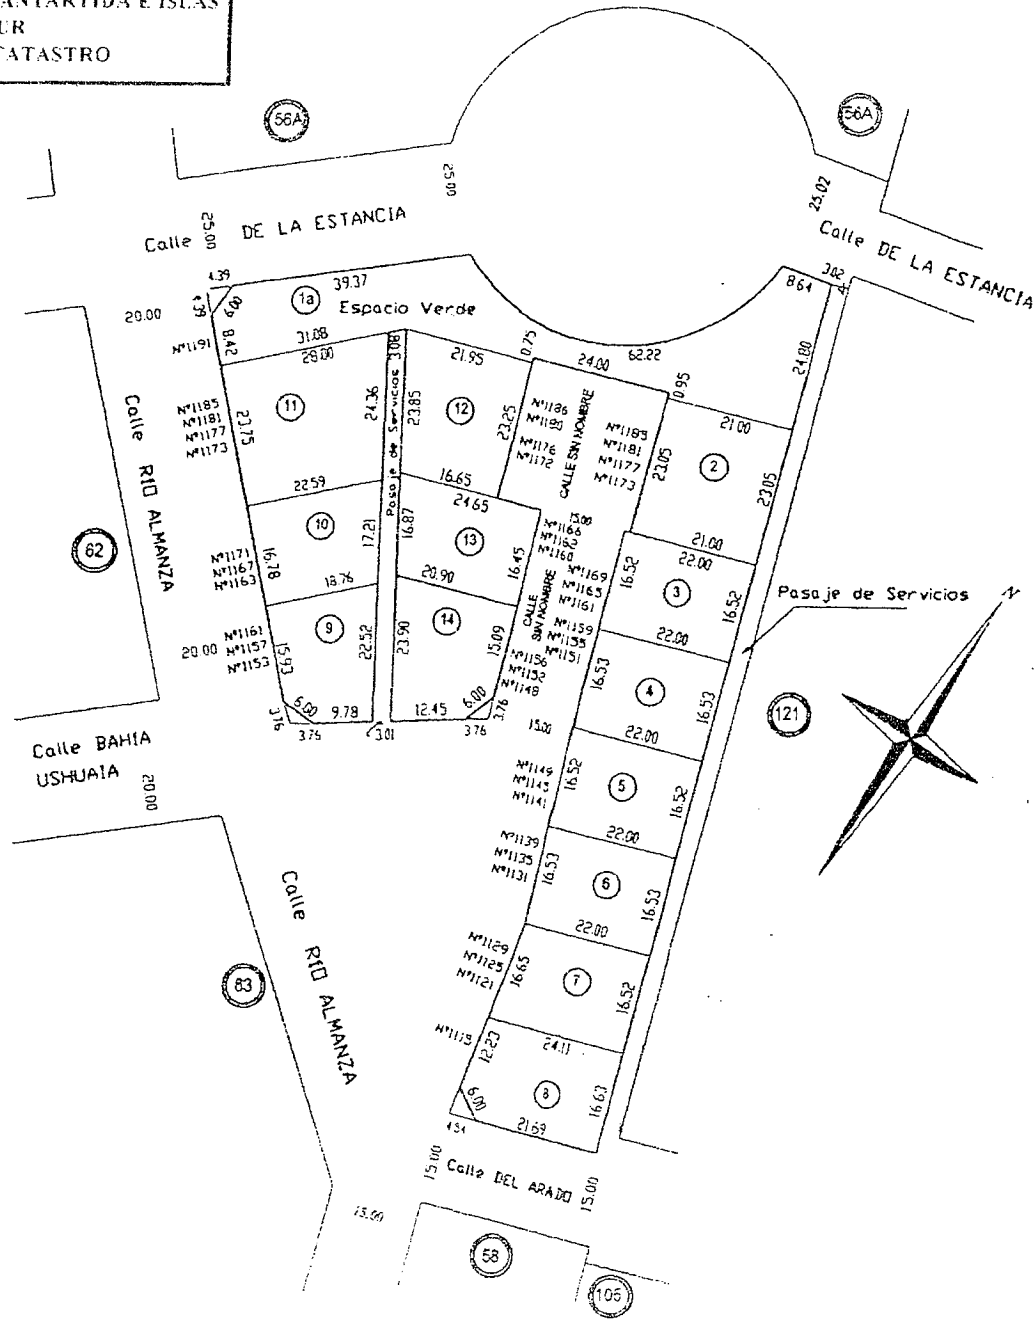 ANTARTIDA E ISLAS
UR
CATASTRO
56A
56A
25.00
25.02
25.00
Calle DE LA ESTANCIA
Calle DE LA ESTANCIA
3.02
8.64
4.39
39.37
4.39
6.00
1a
Espacio Verde
20.00
8.42
N°1191
31.08
28.00
3.08
21.95
0.75
24.00
62.22
0.95
24.00
21.00
N°1185
N°1181
N°1177
N°1173
23.75
11
24.36
Pasaje de Servicios
23.85
12
23.25
N°1186
N°1180
N°1176
N°1172
CALLE SIN NOMBRE
N°1185
N°1181
N°1177
N°1173
23.05
2
23.05
Calle RIO ALMANZA
22.59
16.65
24.65
15.00
21.00
22.00
62
10
17.21
16.87
13
16.45
N°1166
N°1162
N°1160
16.78
N°1171
N°1167
N°1163
18.76
20.90
CALLE SIN NOMBRE
N°1169
N°1165
N°1161
16.52
3
16.52
Pasaje de Servicios
N
22.00
N°1159
N°1155
N°1151
20.00
N°1161
N°1157
N°1153
15.93
9
22.52
23.90
14
15.09
N°1156
N°1152
N°1148
16.53
4
16.53
121
3.76
6.00
9.78
3.76
3.01
12.45
6.00
3.76
3.76
15.00
22.00
Calle BAHIA
USHUAIA
20.00
N°1149
N°1145
N°1141
16.52
5
16.52
22.00
N°1139
N°1135
N°1131
16.53
6
16.53
22.00
Calle RIO ALMANZA
83
N°1129
N°1125
N°1121
16.65
7
16.52
N°1115
12.23
24.11
6.00
8
16.63
4.54
21.69
15.00
Calle DEL ARADO
15.00
15.00
58
105